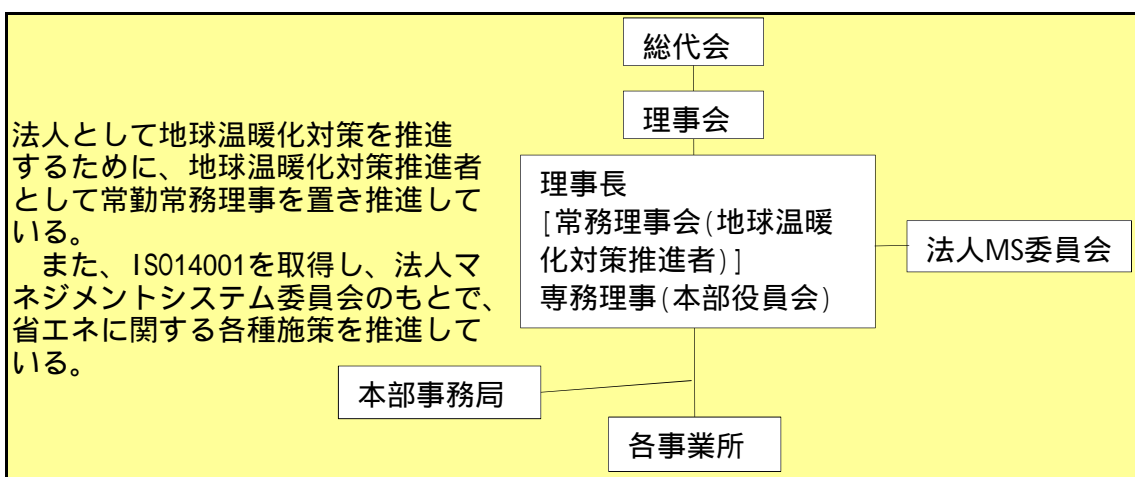 総代会
理事会
法人として地球温暖化対策を推進
するために、地球温暖化対策推進者
として常勤常務理事を置き推進して
いる。
　また、ISO14001を取得し、法人マ
ネジメントシステム委員会のもとで、
省エネに関する各種施策を推進して
いる。
理事長
[常務理事会(地球温暖
化対策推進者)]
専務理事(本部役員会)
法人MS委員会
本部事務局
各事業所